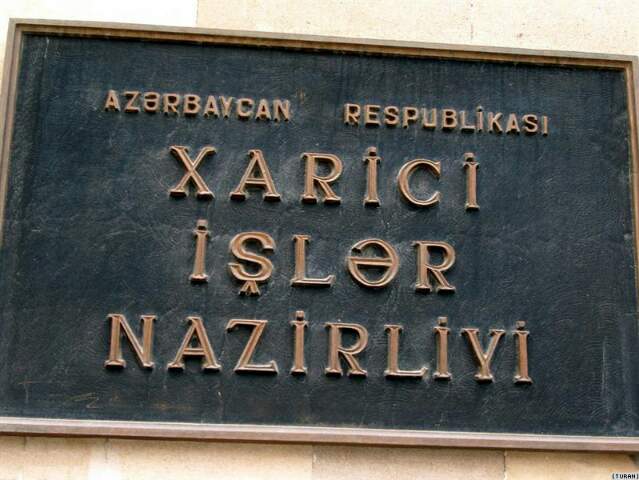 AZƏRBAYCAN RESPUBLİKASI
XARİCİ
İŞLƏR
NAZİRLİYİ
(TURAN)